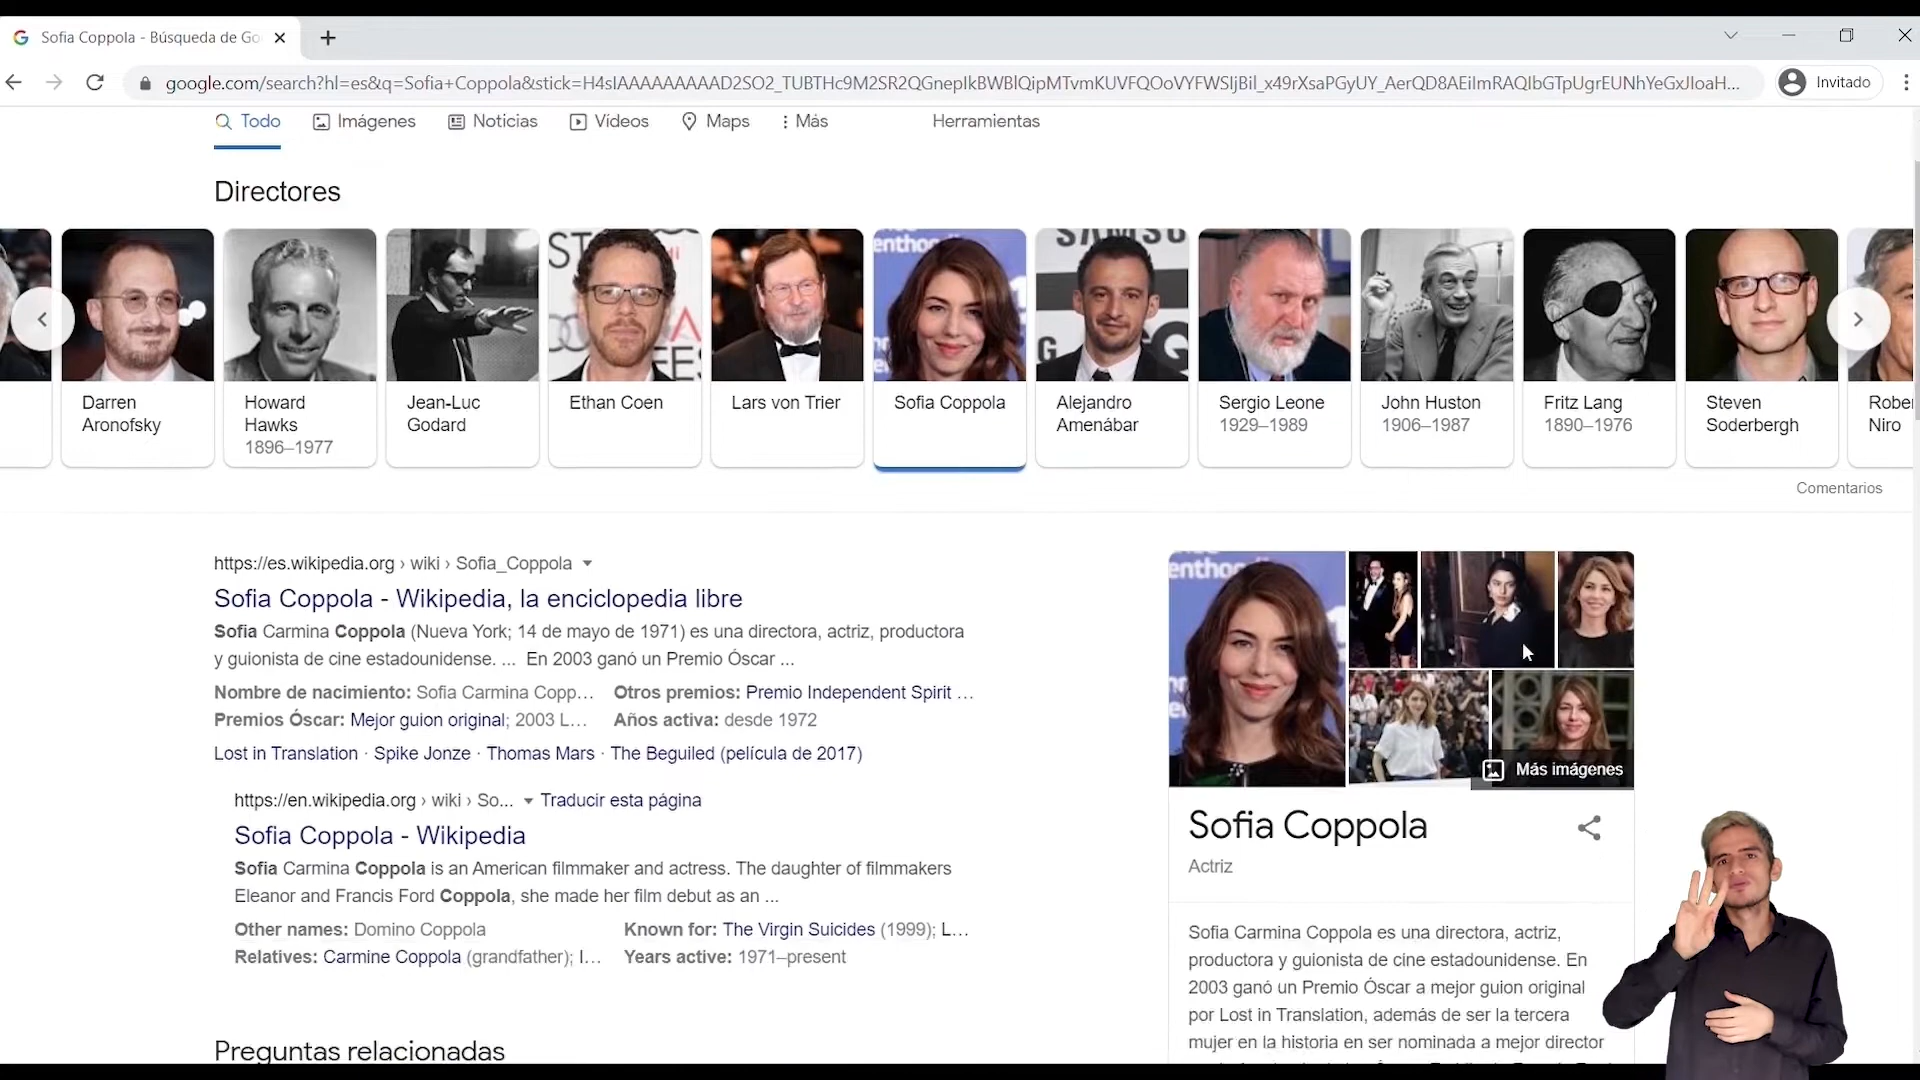 Sofia Coppola - Búsqueda de Go
google.com/search?hl=es&q=Sofia+Coppola&stick=
Invitado
Todo
Imágenes
Noticias
Videos
Maps
Más
Herramientas
Directores
Darren
Aronofsky
Howard
Hawks
1896–1977
Jean-Luc
Godard
Ethan Coen
Lars von Trier
Sofia Coppola
Alejandro
Amenábar
Sergio Leone
1929–1989
John Huston
1906–1987
Fritz Lang
1890–1976
Steven
Soderbergh
Rober
Niro
Comentarios
https://es.wikipedia.org › wiki › Sofia_Coppola
Sofia Coppola - Wikipedia, la enciclopedia libre
Sofia Carmina Coppola (Nueva York; 14 de mayo de 1971) es una directora, actriz, productora
y guionista de cine estadounidense. ... En 2003 ganó un Premio Óscar ...
Nombre de nacimiento: Sofia Carmina Copp... Otros premios: Premio Independent Spirit ...
Premios Óscar: Mejor guion original; 2003 L... Años activa: desde 1972
Lost in Translation · Spike Jonze · Thomas Mars · The Beguiled (película de 2017)
https://en.wikipedia.org › wiki › So... Traducir esta página
Sofia Coppola - Wikipedia
Sofia Carmina Coppola is an American filmmaker and actress. The daughter of filmmakers
Eleanor and Francis Ford Coppola, she made her film debut as an ...
Other names: Domino Coppola Known for: The Virgin Suicides (1999); L...
Relatives: Carmine Coppola (grandfather); I... Years active: 1971–present
Preguntas relacionadas
Más imágenes
Sofia Coppola
Actriz
Sofia Carmina Coppola es una directora, actriz,
productora y guionista de cine estadounidense. En
2003 ganó un Premio Óscar a mejor guion original
por Lost in Translation, además de ser la tercera
mujer en la historia en ser nominada a mejor director